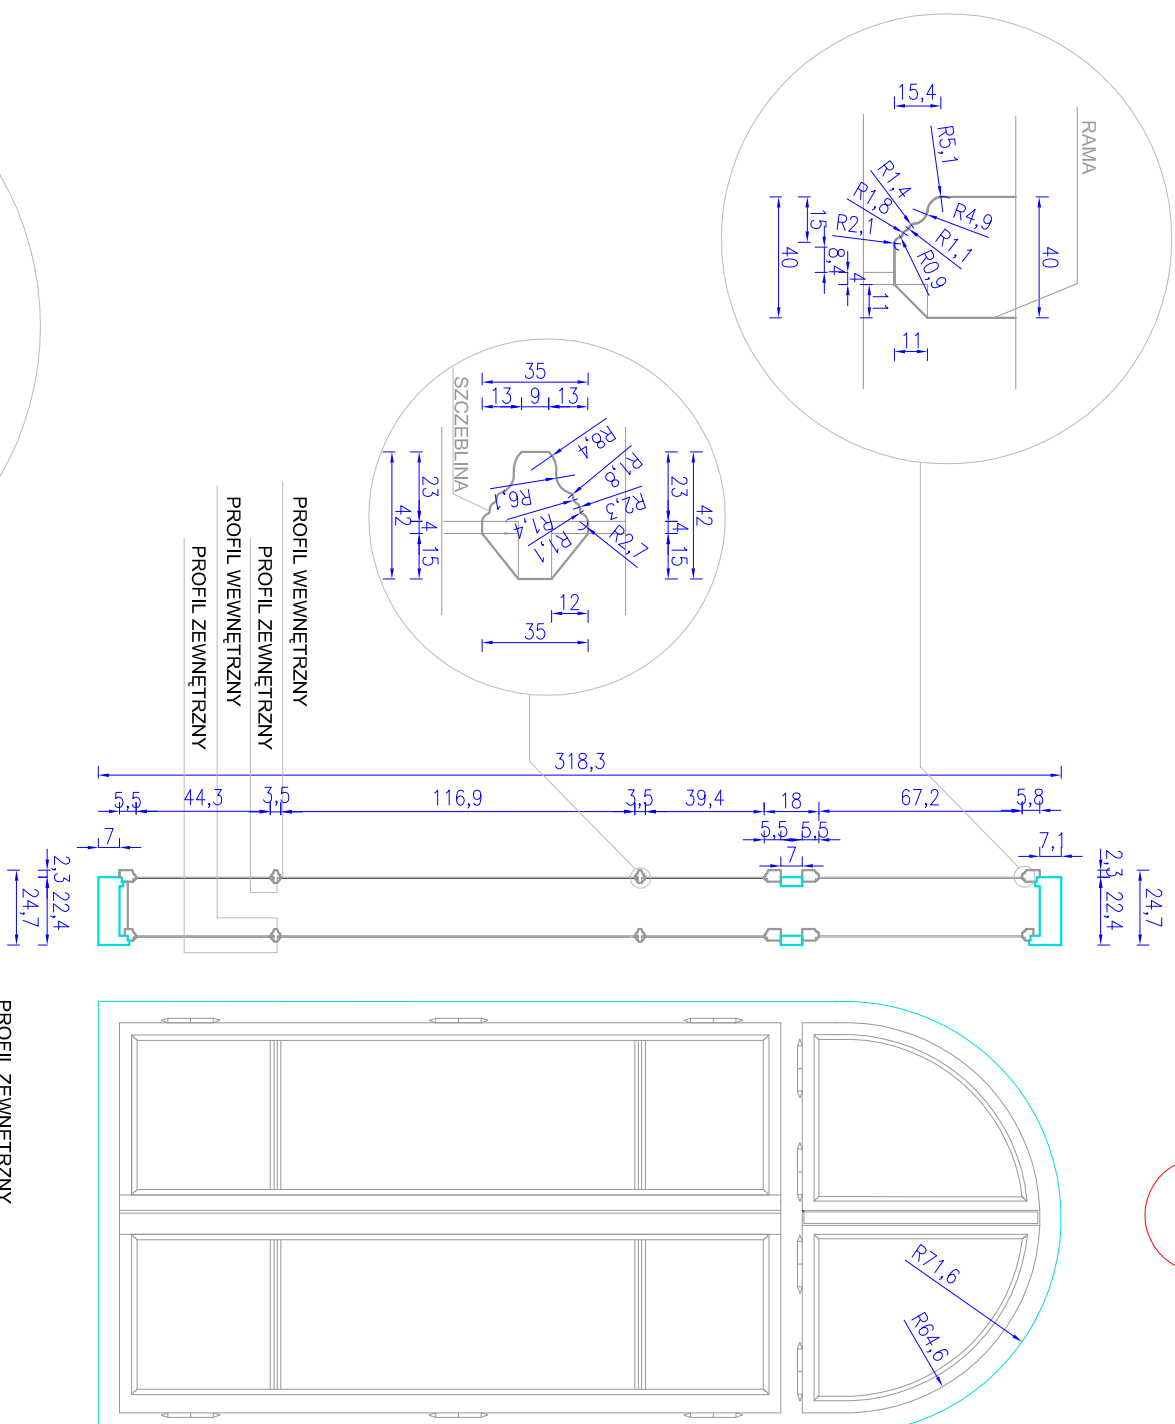 15,4
RAMA
R5,1
R1,4
R1,8
R2,1
R4,9
R1,1
R0,9
15
8,4
4
11
40
40
11
35
13
9
13
SZCZEBLINA
R8,4
R1,8
R2,3
R2,7
R6,1
R1,4
R1,1
23
4
15
42
23
4
15
42
12
35
PROFIL WEWNĘTRZNY
PROFIL ZEWNĘTRZNY
PROFIL WEWNĘTRZNY
PROFIL ZEWNĘTRZNY
318,3
5,5
44,3
3,5
116,9
3,5
39,4
18
67,2
5,8
7
5,5
5,5
7
7,1
2,3
22,4
24,7
2,3
22,4
24,7
R71,6
R64,6
PROFIL ZEWNĘTRZNY